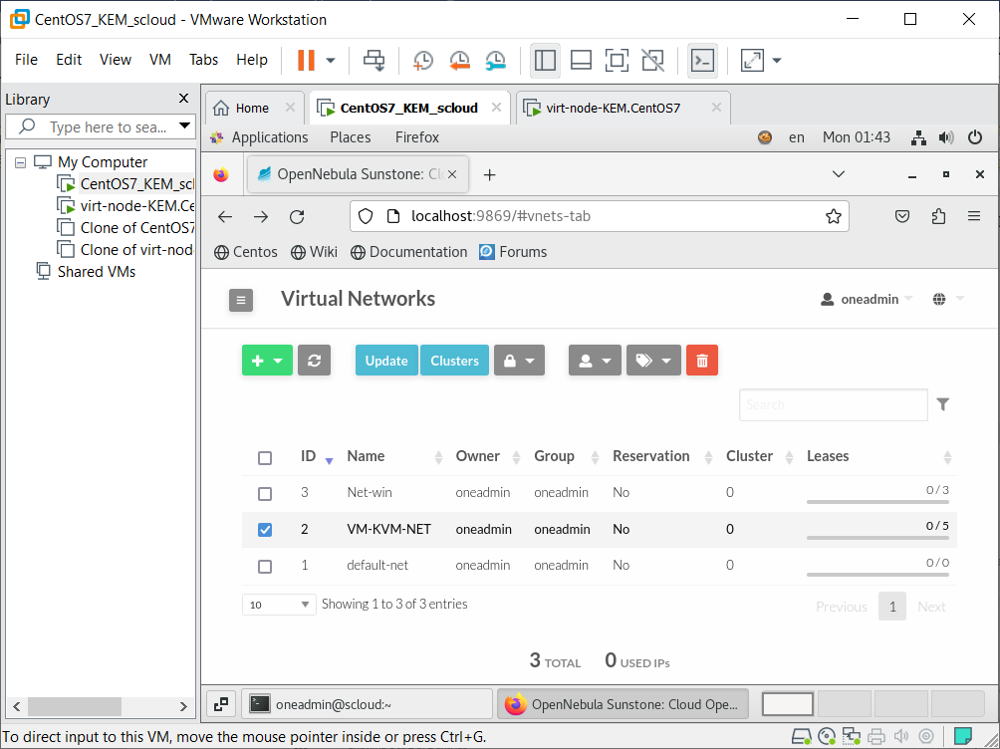 CentOS7_KEM_scloud - VMware Workstation
File Edit View VM Tabs Help
Library
Type here to sea...
My Computer
CentOS7_KEM_scl
virt-node-KEM.Ce
Clone of CentOS7
Clone of virt-nod
Shared VMs
Home
CentOS7_KEM_scloud
virt-node-KEM.CentOS7
Applications Places Firefox
en Mon 01:43
OpenNebula Sunstone: Clo
localhost:9869/#vnets-tab
Centos Wiki Documentation Forums
Virtual Networks
oneadmin
Update Clusters
Search
ID Name Owner Group Reservation Cluster Leases
3 Net-win oneadmin oneadmin No 0 0 / 3
2 VM-KVM-NET oneadmin oneadmin No 0 0 / 5
1 default-net oneadmin oneadmin No 0 0 / 0
10 Showing 1 to 3 of 3 entries
Previous 1 Next
3 TOTAL 0 USED IPs
oneadmin@scloud:~
OpenNebula Sunstone: Cloud Ope...
To direct input to this VM, move the mouse pointer inside or press Ctrl+G.